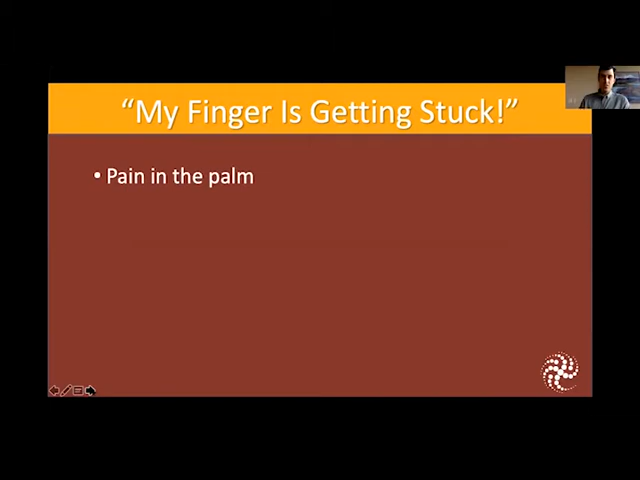 “My Finger Is Getting Stuck!”
• Pain in the palm